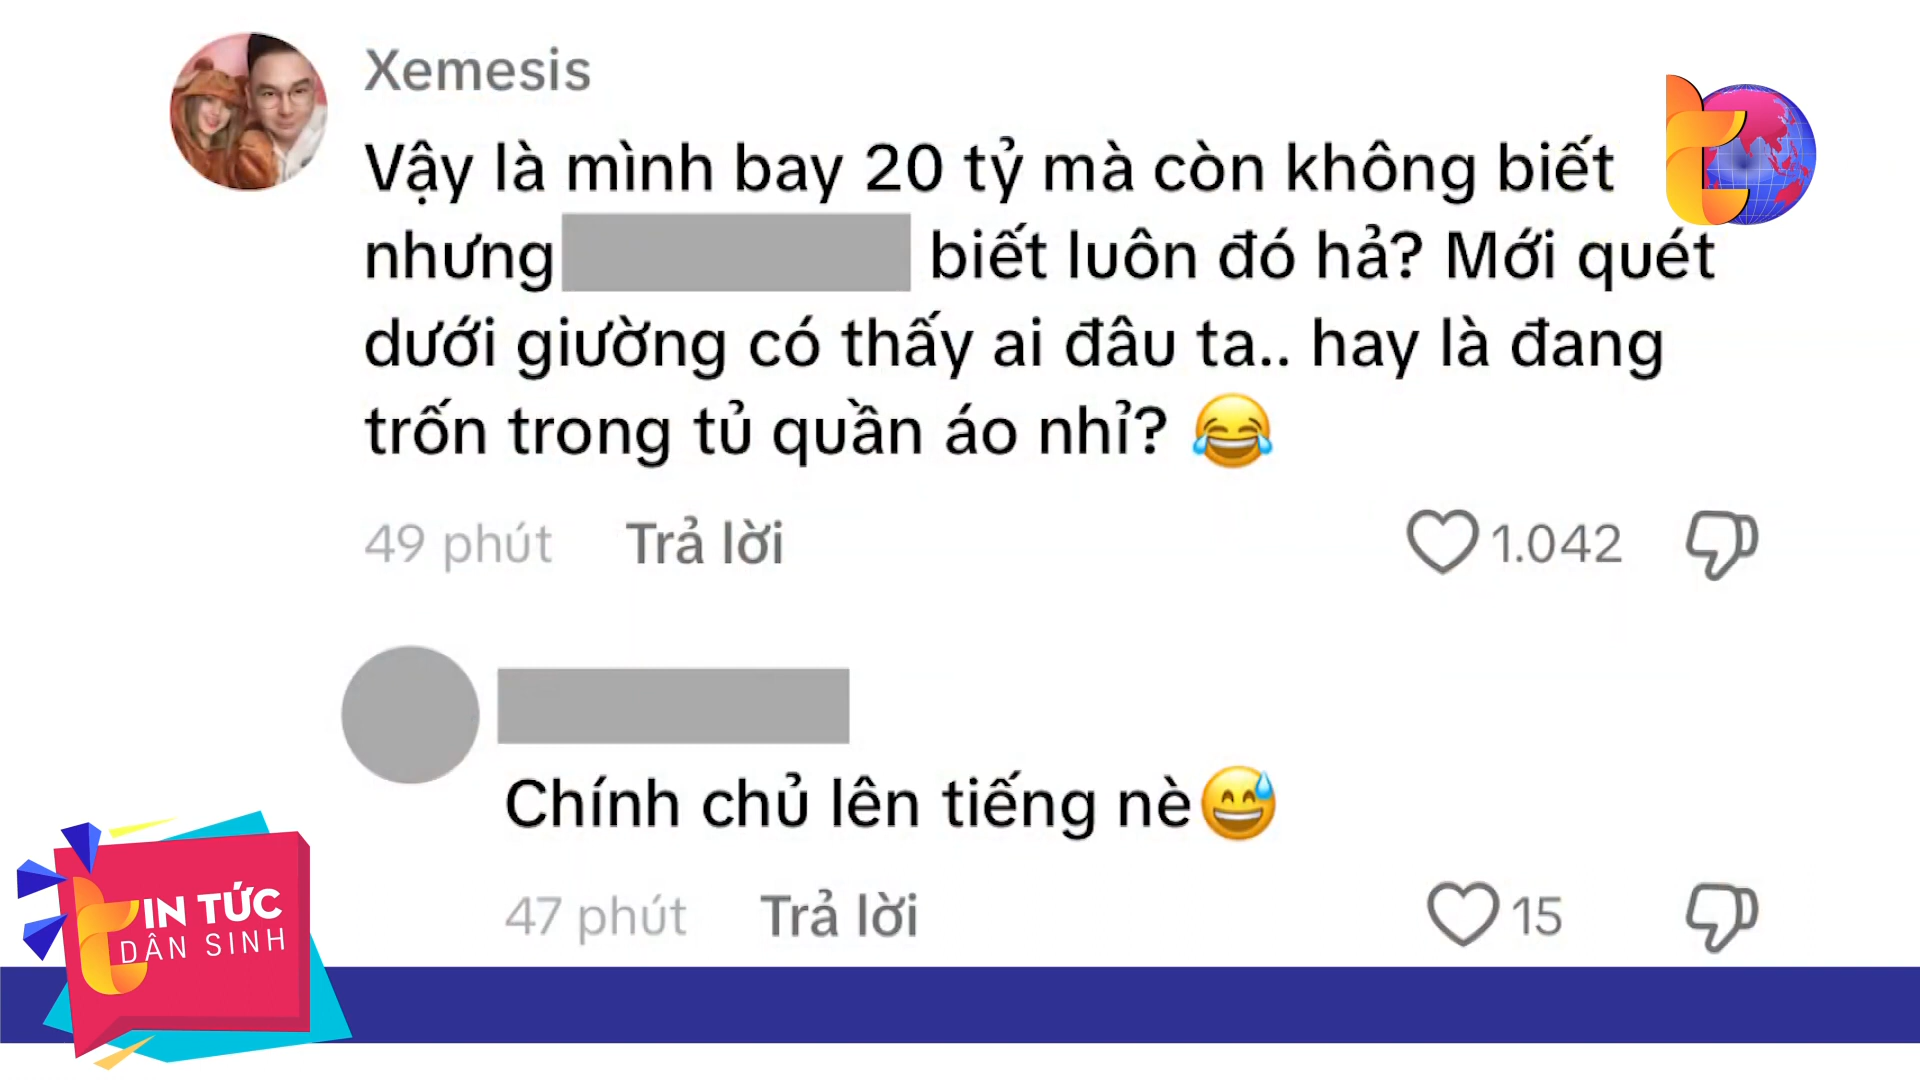 Xemesis
Vậy là mình bay 20 tỷ mà còn không biết
nhưng biết luôn đó hả? Mới quét
dưới giường có thấy ai đâu ta.. hay là đang
trốn trong tủ quần áo nhỉ? 😂
49 phút Trả lời 1.042
Chính chủ lên tiếng nè😅
47 phút Trả lời 15
TIN TỨC
DÂN SINH